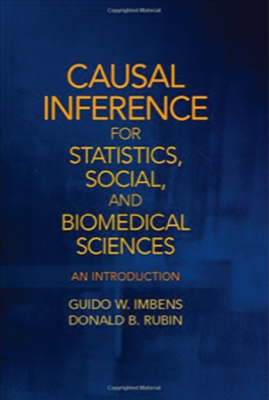 CAUSAL
INFERENCE
FOR
STATISTICS,
SOCIAL,
AND
BIOMEDICAL
SCIENCES
AN INTRODUCTION
GUIDO W. IMBENS
DONALD B. RUBIN